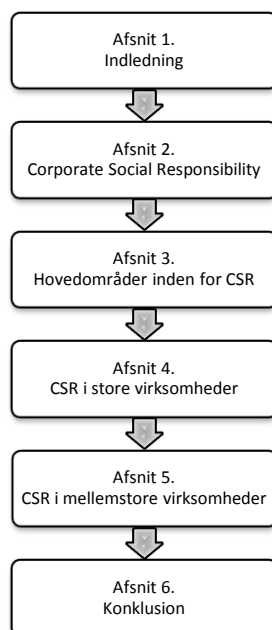 Afsnit 1.
Indledning
Afsnit 2.
Corporate Social Responsibility
Afsnit 3.
Hovedområder inden for CSR
Afsnit 4.
CSR i store virksomheder
Afsnit 5.
CSR i mellemstore virksomheder
Afsnit 6.
Konklusion